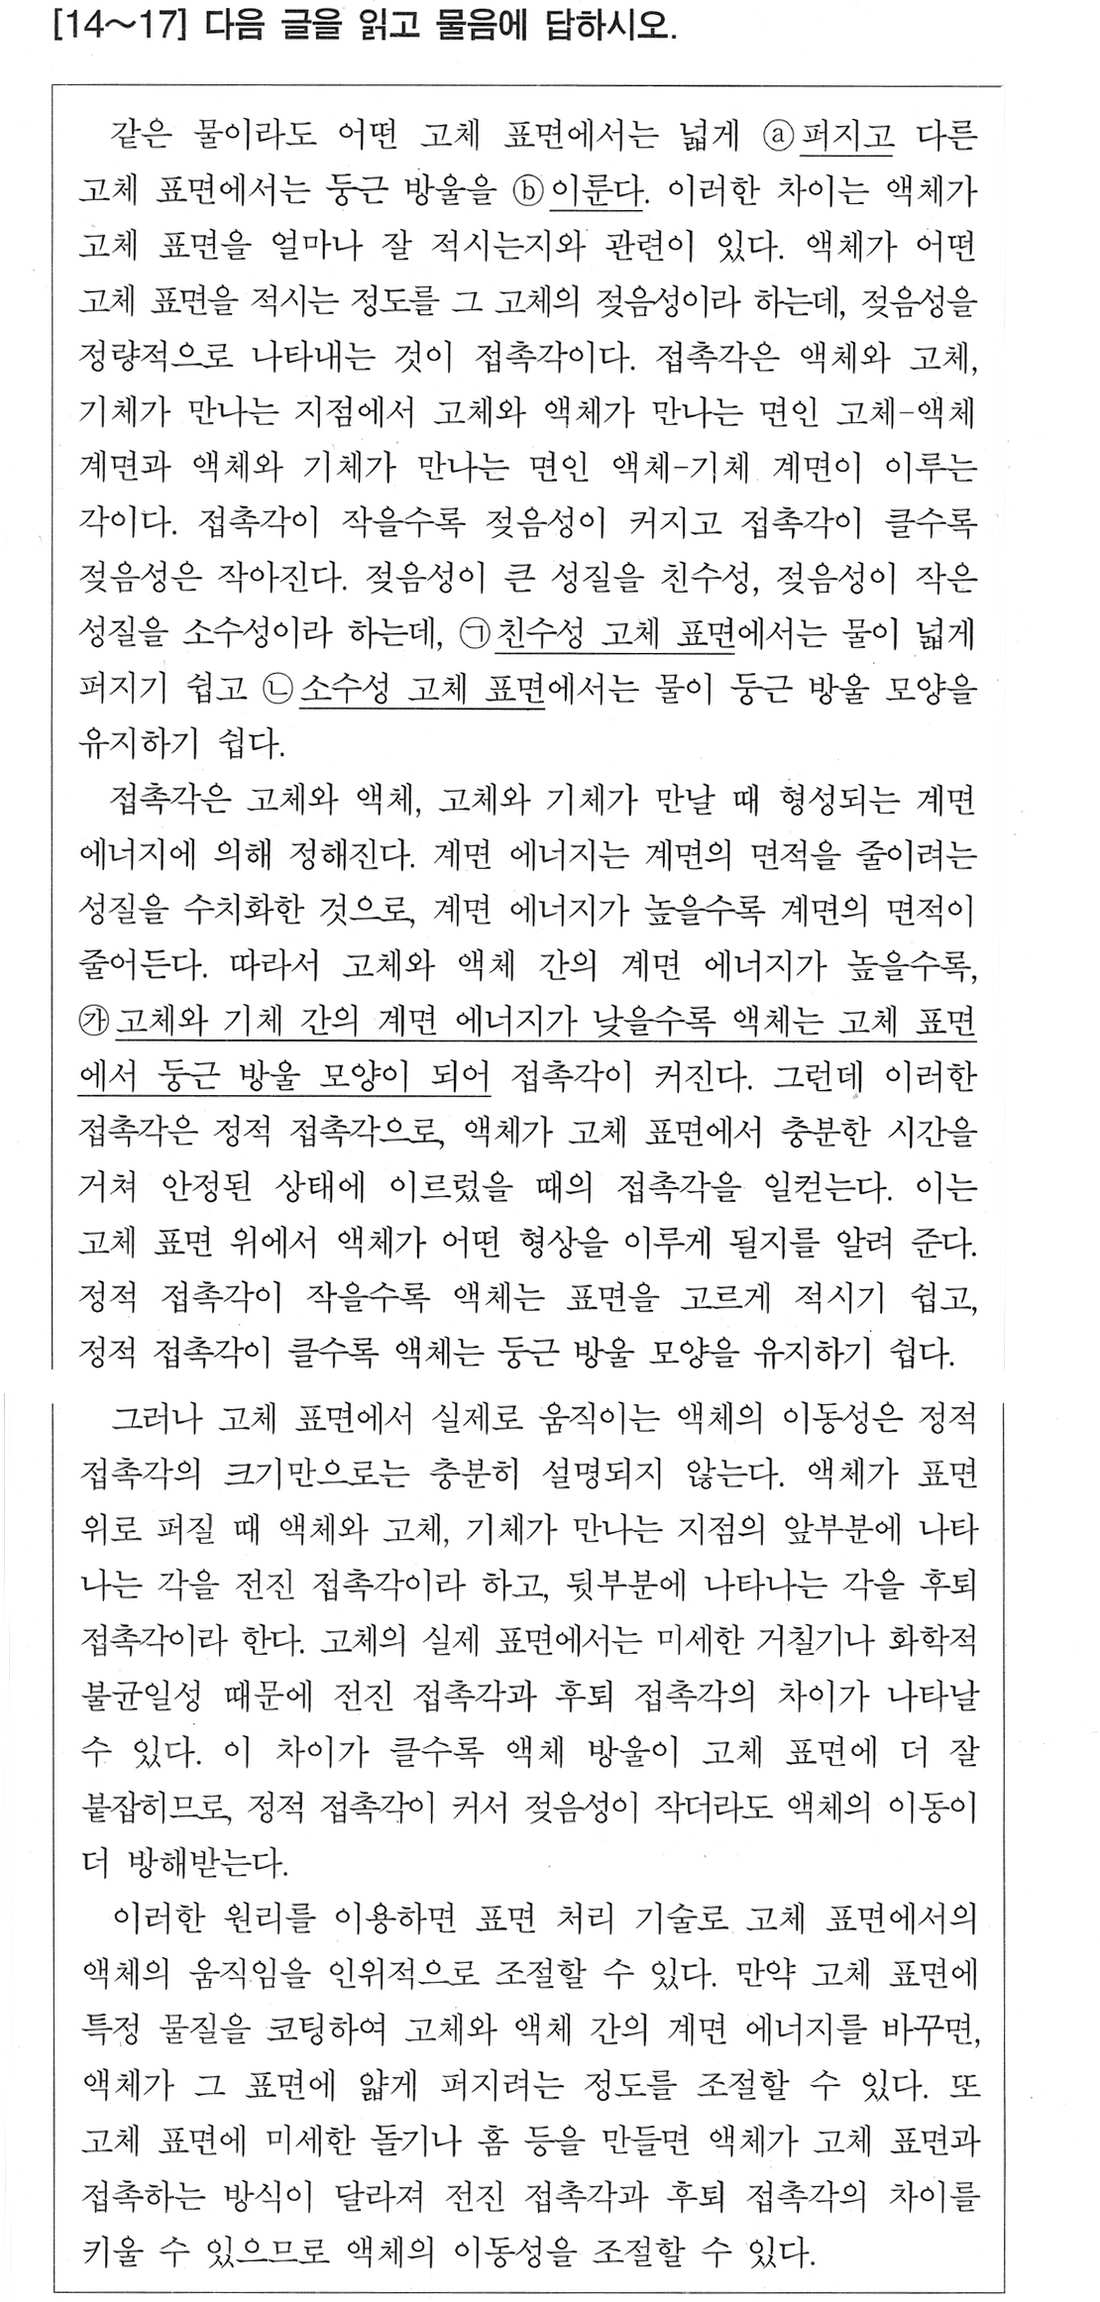 [14~17] 다음 글을 읽고 물음에 답하시오.
같은 물이라도 어떤 고체 표면에서는 넓게 ⓐ퍼지고 다른
고체 표면에서는 둥근 방울을 ⓑ이룬다. 이러한 차이는 액체가
고체 표면을 얼마나 잘 적시는지와 관련이 있다. 액체가 어떤
고체 표면을 적시는 정도를 그 고체의 젖음성이라 하는데, 젖음성을
정량적으로 나타내는 것이 접촉각이다. 접촉각은 액체와 고체,
기체가 만나는 지점에서 고체와 액체가 만나는 면인 고체-액체
계면과 액체와 기체가 만나는 면인 액체-기체 계면이 이루는
각이다. 접촉각이 작을수록 젖음성이 커지고 접촉각이 클수록
젖음성은 작아진다. 젖음성이 큰 성질을 친수성, 젖음성이 작은
성질을 소수성이라 하는데, ㉠친수성 고체 표면에서는 물이 넓게
퍼지기 쉽고 ㉡소수성 고체 표면에서는 물이 둥근 방울 모양을
유지하기 쉽다.
접촉각은 고체와 액체, 고체와 기체가 만날 때 형성되는 계면
에너지에 의해 정해진다. 계면 에너지는 계면의 면적을 줄이려는
성질을 수치화한 것으로, 계면 에너지가 높을수록 계면의 면적이
줄어든다. 따라서 고체와 액체 간의 계면 에너지가 높을수록,
㉮고체와 기체 간의 계면 에너지가 낮을수록 액체는 고체 표면
에서 둥근 방울 모양이 되어 접촉각이 커진다. 그런데 이러한
접촉각은 정적 접촉각으로, 액체가 고체 표면에서 충분한 시간을
거쳐 안정된 상태에 이르렀을 때의 접촉각을 일컫는다. 이는
고체 표면 위에서 액체가 어떤 형상을 이루게 될지를 알려 준다.
정적 접촉각이 작을수록 액체는 표면을 고르게 적시기 쉽고,
정적 접촉각이 클수록 액체는 둥근 방울 모양을 유지하기 쉽다.
그러나 고체 표면에서 실제로 움직이는 액체의 이동성은 정적
접촉각의 크기만으로는 충분히 설명되지 않는다. 액체가 표면
위로 퍼질 때 액체와 고체, 기체가 만나는 지점의 앞부분에 나타
나는 각을 전진 접촉각이라 하고, 뒷부분에 나타나는 각을 후퇴
접촉각이라 한다. 고체의 실제 표면에서는 미세한 거칠기나 화학적
불균일성 때문에 전진 접촉각과 후퇴 접촉각의 차이가 나타날
수 있다. 이 차이가 클수록 액체 방울이 고체 표면에 더 잘
붙잡히므로, 정적 접촉각이 커서 젖음성이 작더라도 액체의 이동이
더 방해받는다.
이러한 원리를 이용하면 표면 처리 기술로 고체 표면에서의
액체의 움직임을 인위적으로 조절할 수 있다. 만약 고체 표면에
특정 물질을 코팅하여 고체와 액체 간의 계면 에너지를 바꾸면,
액체가 그 표면에 얇게 퍼지려는 정도를 조절할 수 있다. 또
고체 표면에 미세한 돌기나 홈 등을 만들면 액체가 고체 표면과
접촉하는 방식이 달라져 전진 접촉각과 후퇴 접촉각의 차이를
키울 수 있으므로 액체의 이동성을 조절할 수 있다.